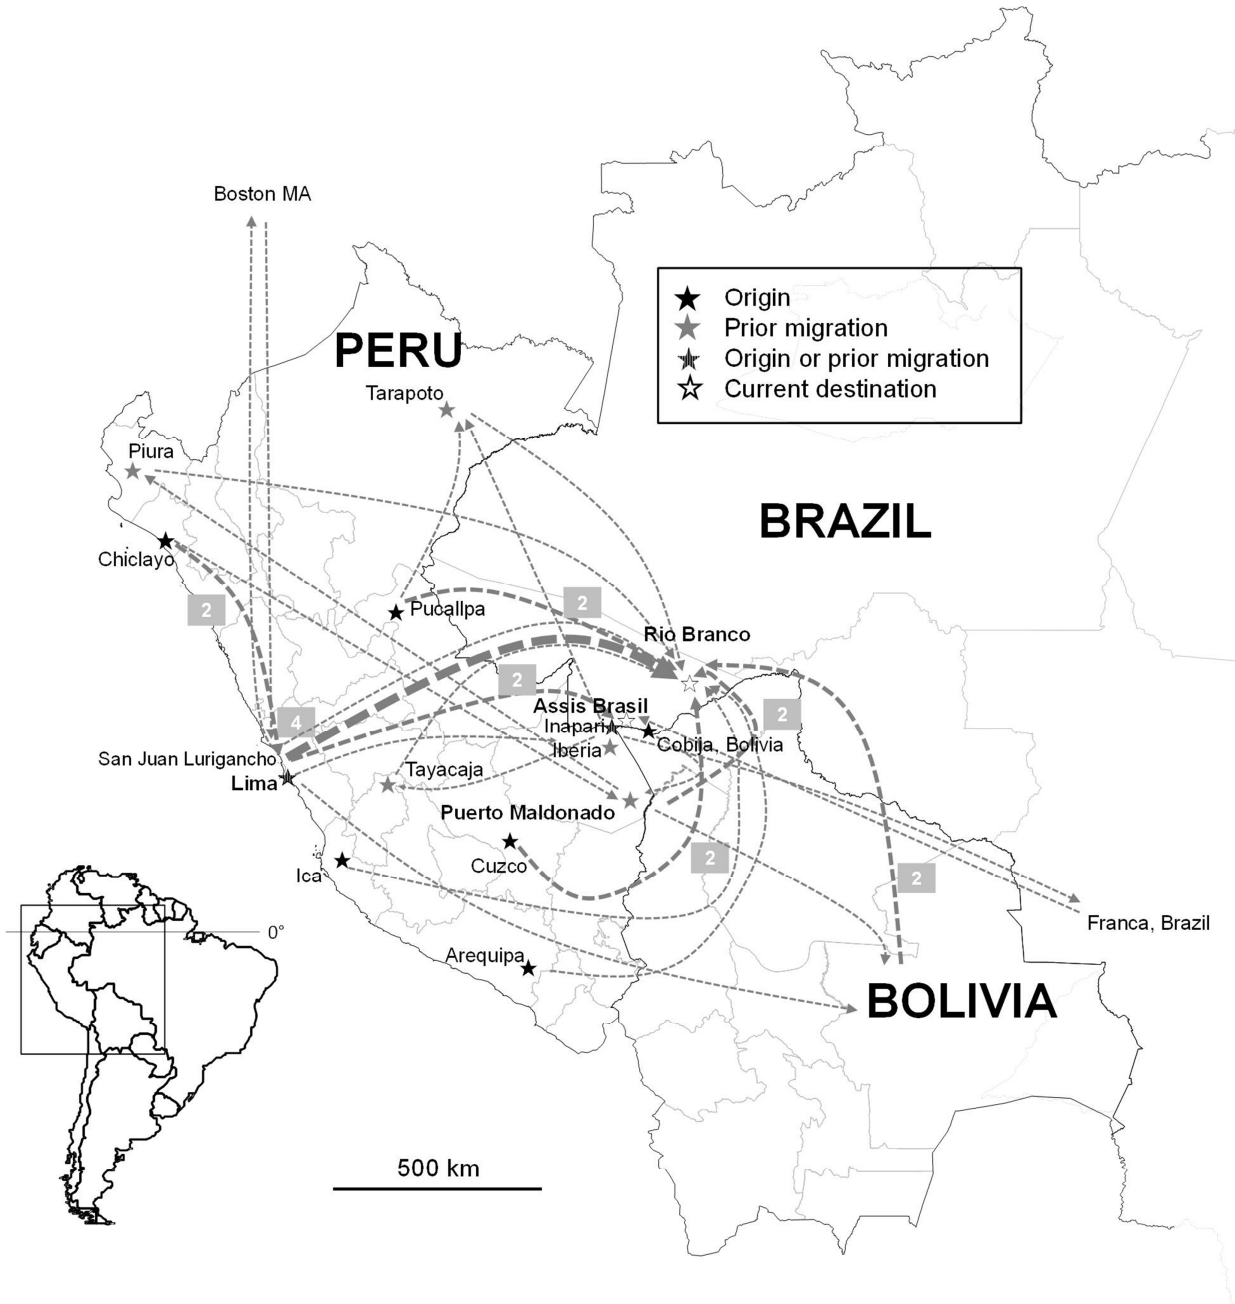 Boston MA
Origin
Prior migration
Origin or prior migration
Current destination
PERU
Tarapoto
Piura
BRAZIL
Chiclayo
2
Pucallpa
2
Rio Branco
2
Assis Brasil
2
4
Inapari
Cobija, Bolivia
Iberia
San Juan Lurigancho
Tayacaja
Lima
Puerto Maldonado
2
Cuzco
Ica
2
Franca, Brazil
0°
Arequipa
BOLIVIA
500 km